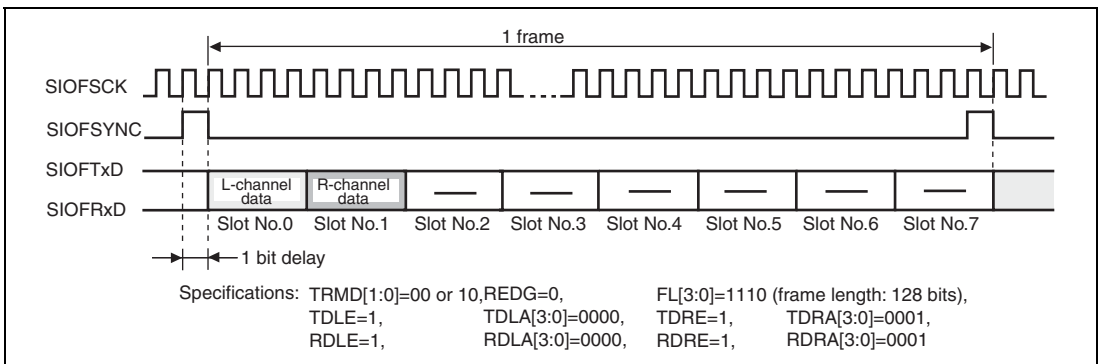 1 frame
SIOFSCK
SIOFSYNC
SIOFTxD
SIOFRxD
L-channel data
R-channel data
Slot No.0 Slot No.1 Slot No.2 Slot No.3 Slot No.4 Slot No.5 Slot No.6 Slot No.7
1 bit delay
Specifications: TRMD[1:0]=00 or 10,REDG=0, FL[3:0]=1110 (frame length: 128 bits),
TDLE=1, TDLA[3:0]=0000, TDRE=1, TDRA[3:0]=0001,
RDLE=1, RDLA[3:0]=0000, RDRE=1, RDRA[3:0]=0001